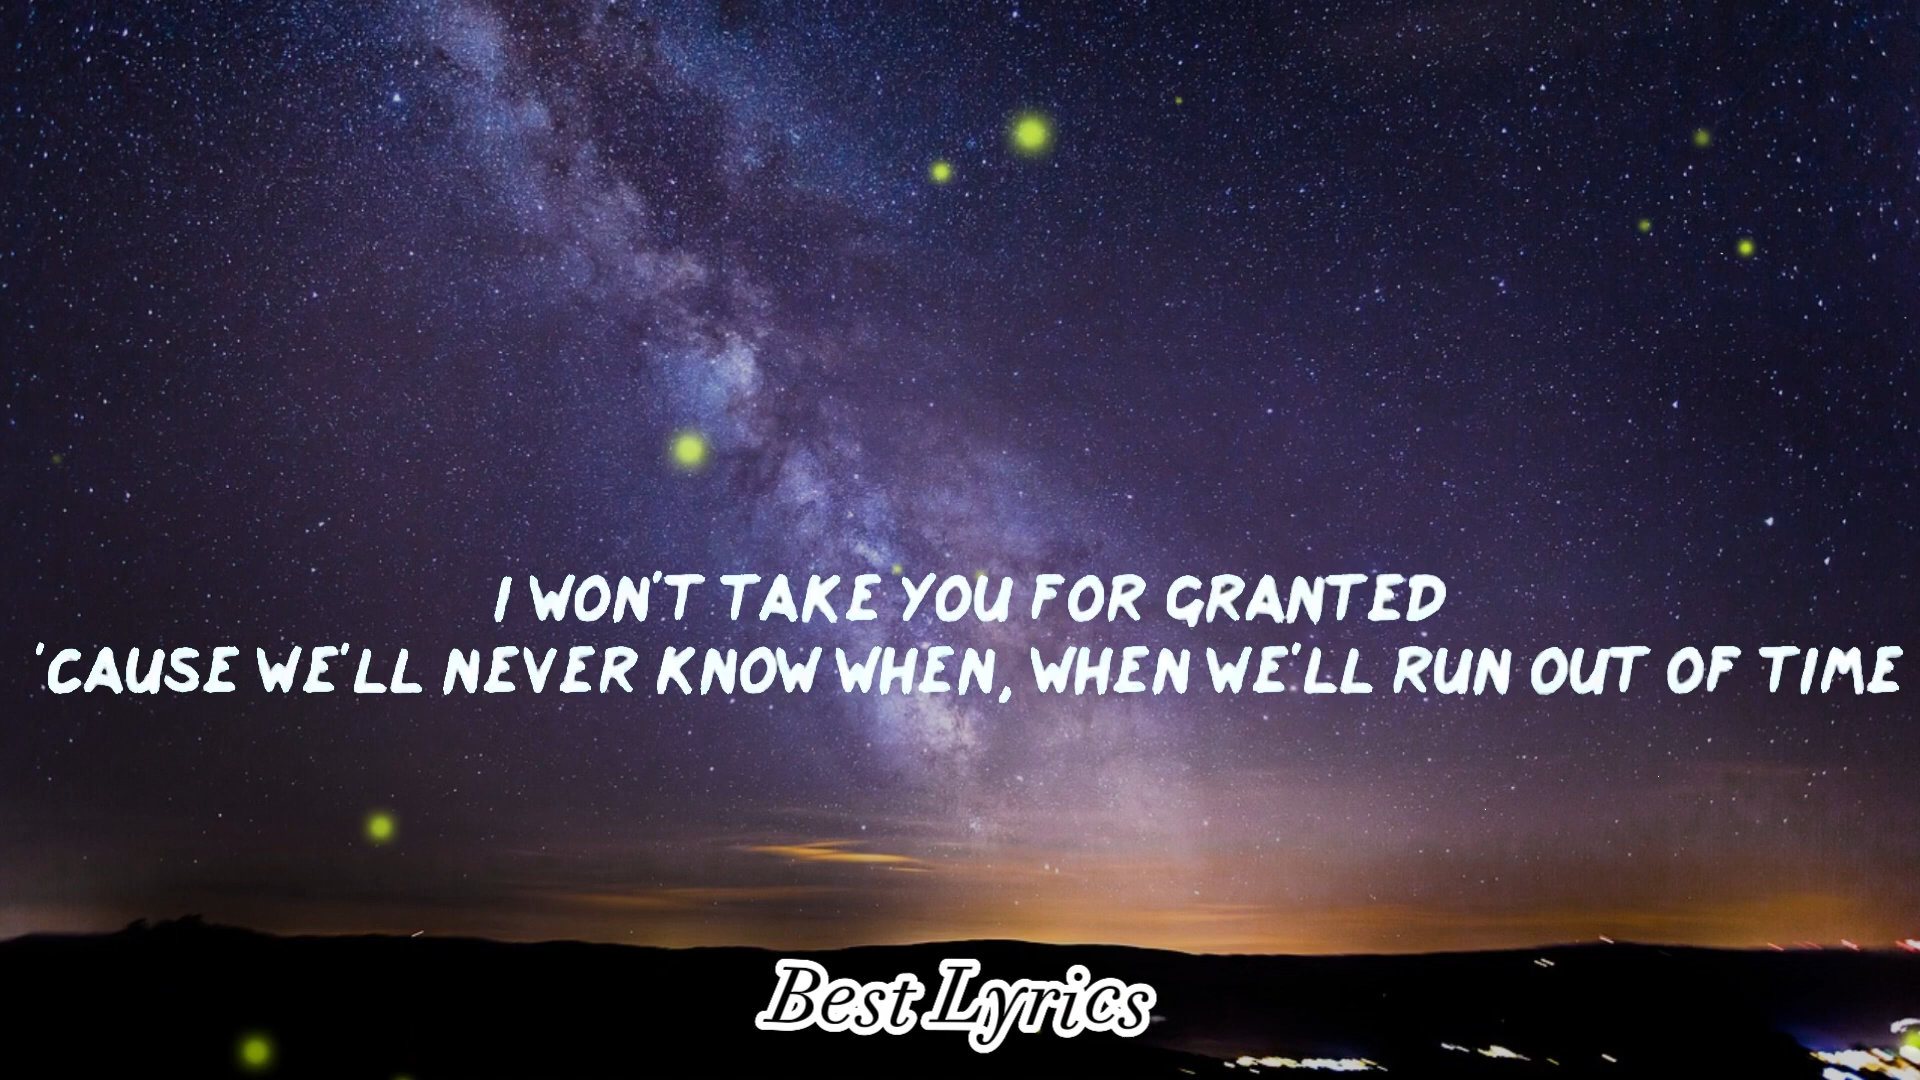 I WON'T TAKE YOU FOR GRANTED
'CAUSE WE'LL NEVER KNOW WHEN, WHEN WE'LL RUN OUT OF TIME
Best Lyrics